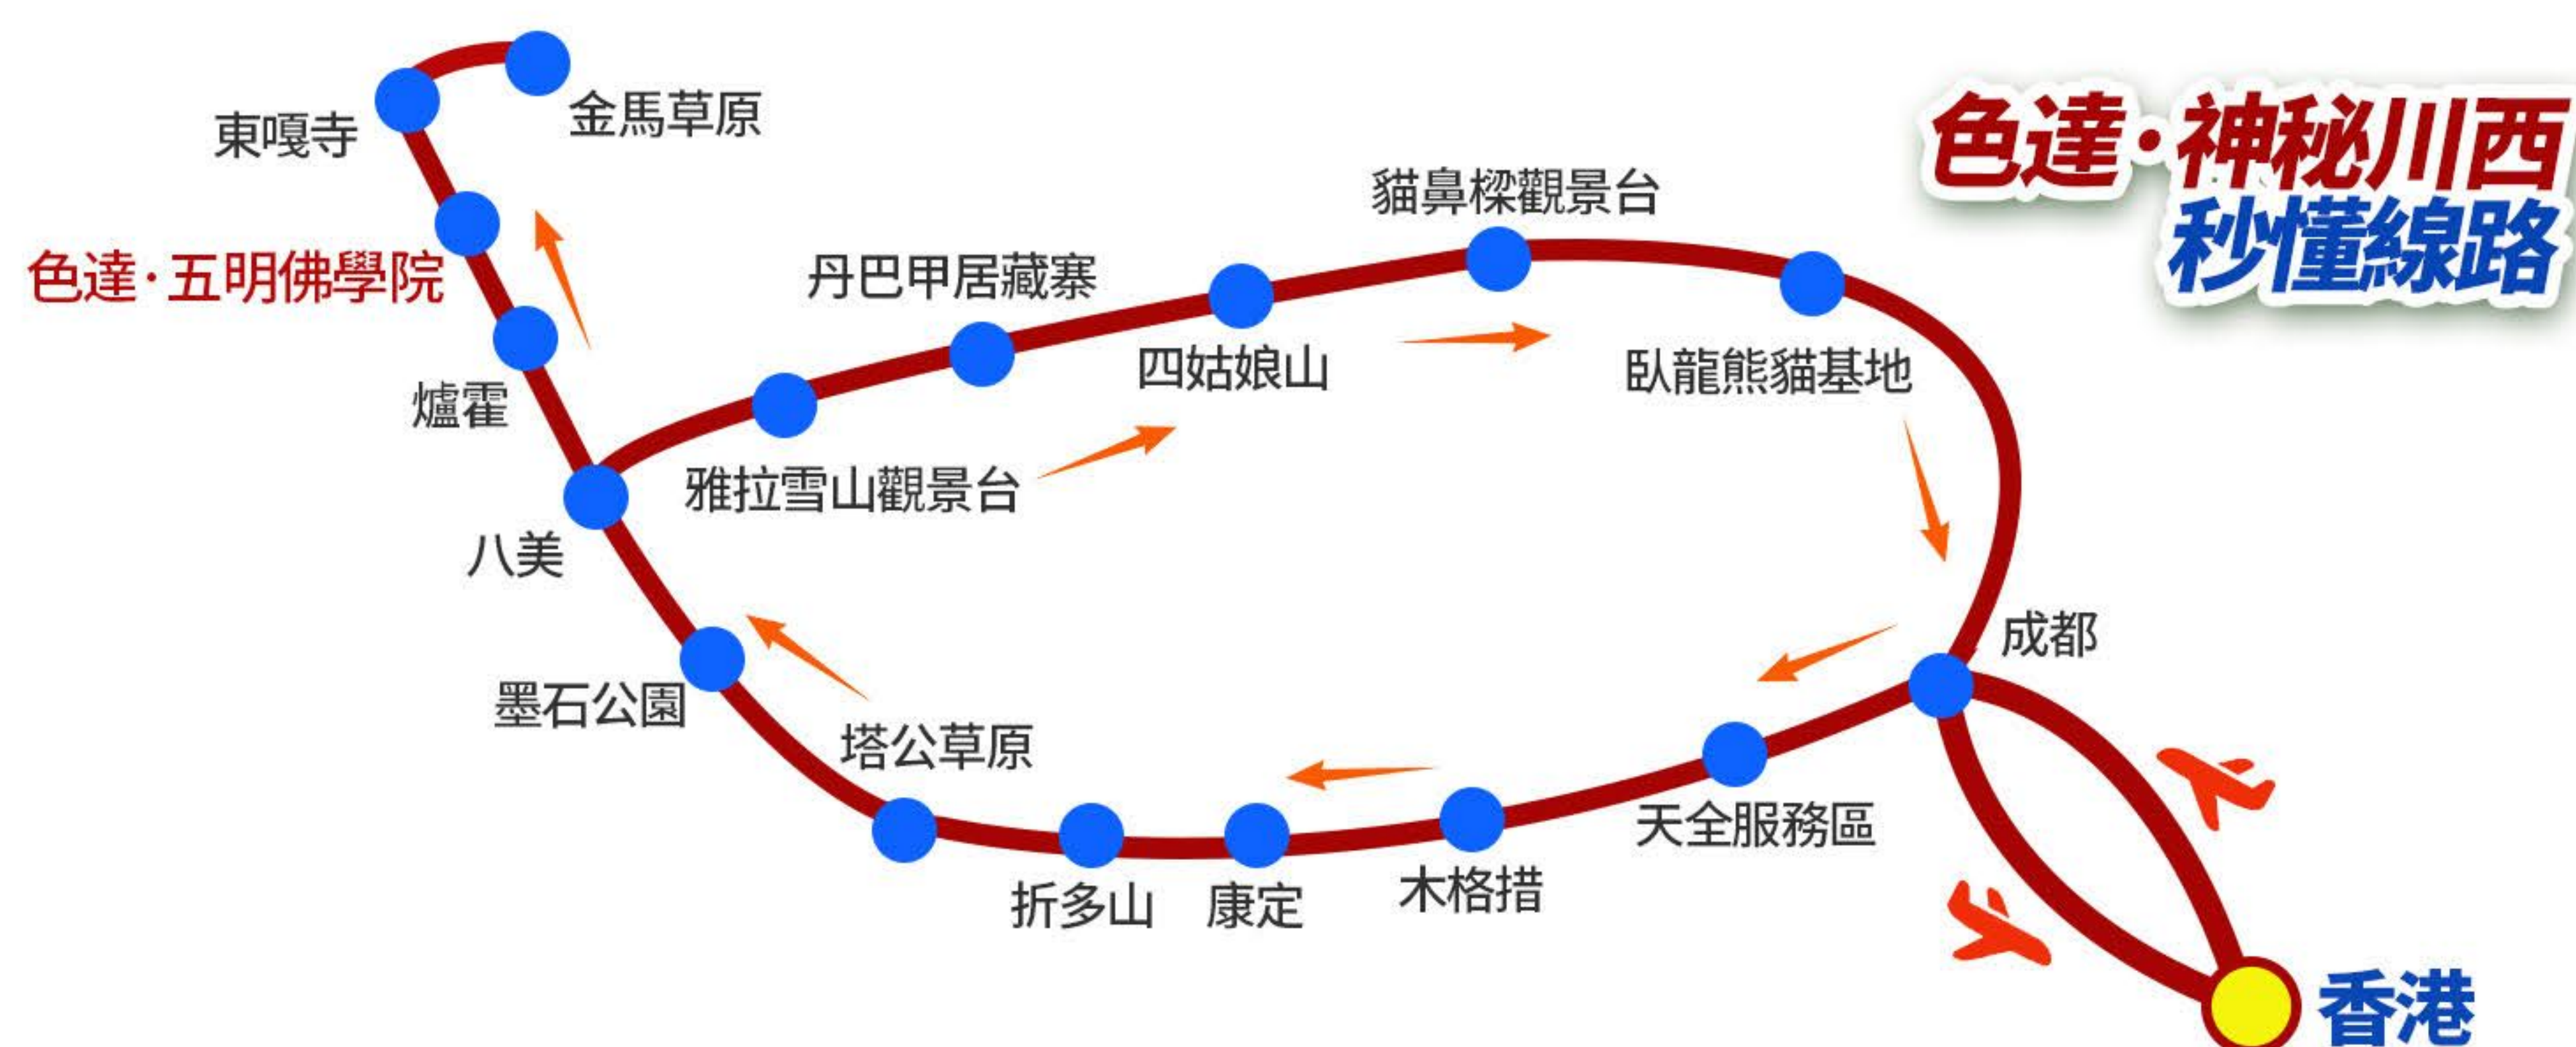 色達·神秘川西
秒懂線路
金馬草原
東嘎寺
色達·五明佛學院
爐霍
八美
墨石公園
塔公草原
折多山
康定
木格措
天全服務區
成都
臥龍熊貓基地
貓鼻樑觀景台
四姑娘山
丹巴甲居藏寨
雅拉雪山觀景台
香港